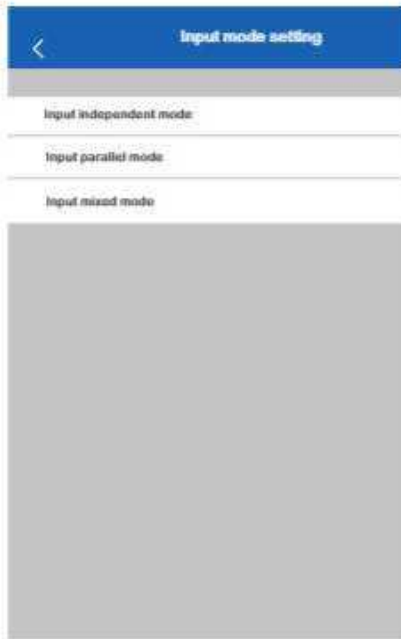 Input mode setting
Input independent mode
Input parallel mode
Input mixed mode